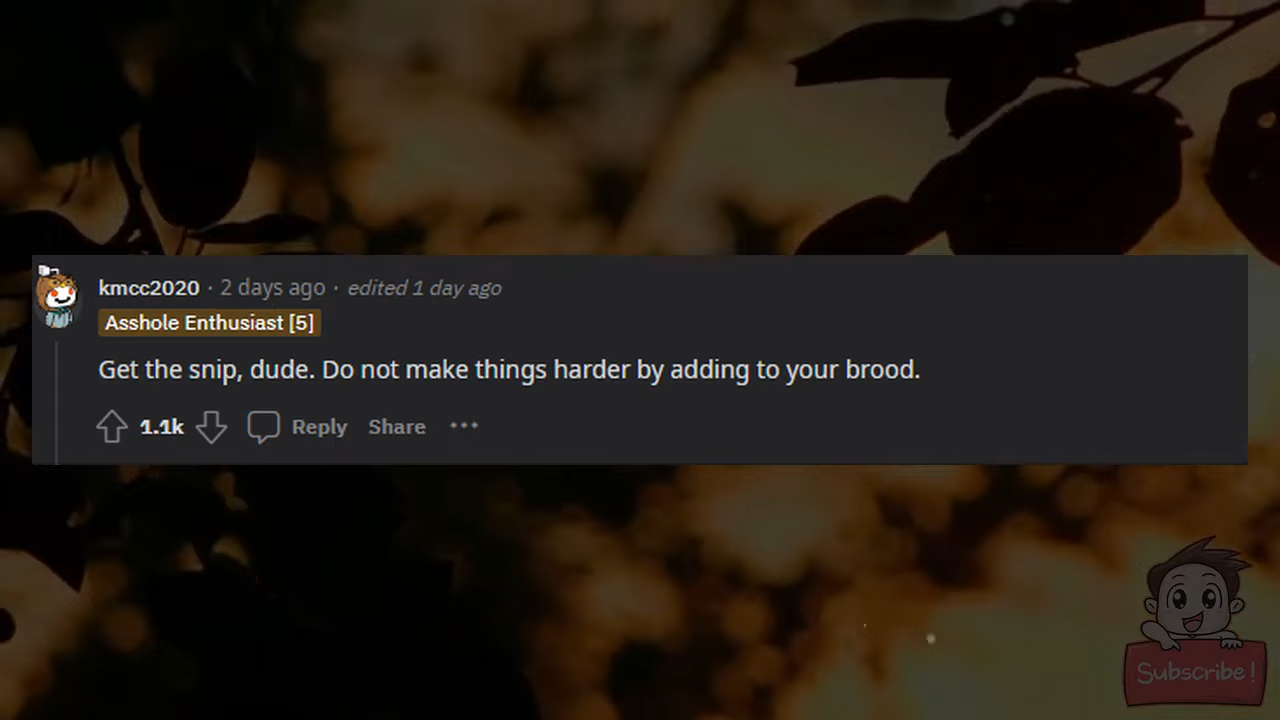 kmcc2020 · 2 days ago · edited 1 day ago
Asshole Enthusiast [5]
Get the snip, dude. Do not make things harder by adding to your brood.
1.1k Reply Share ···
Subscribe!